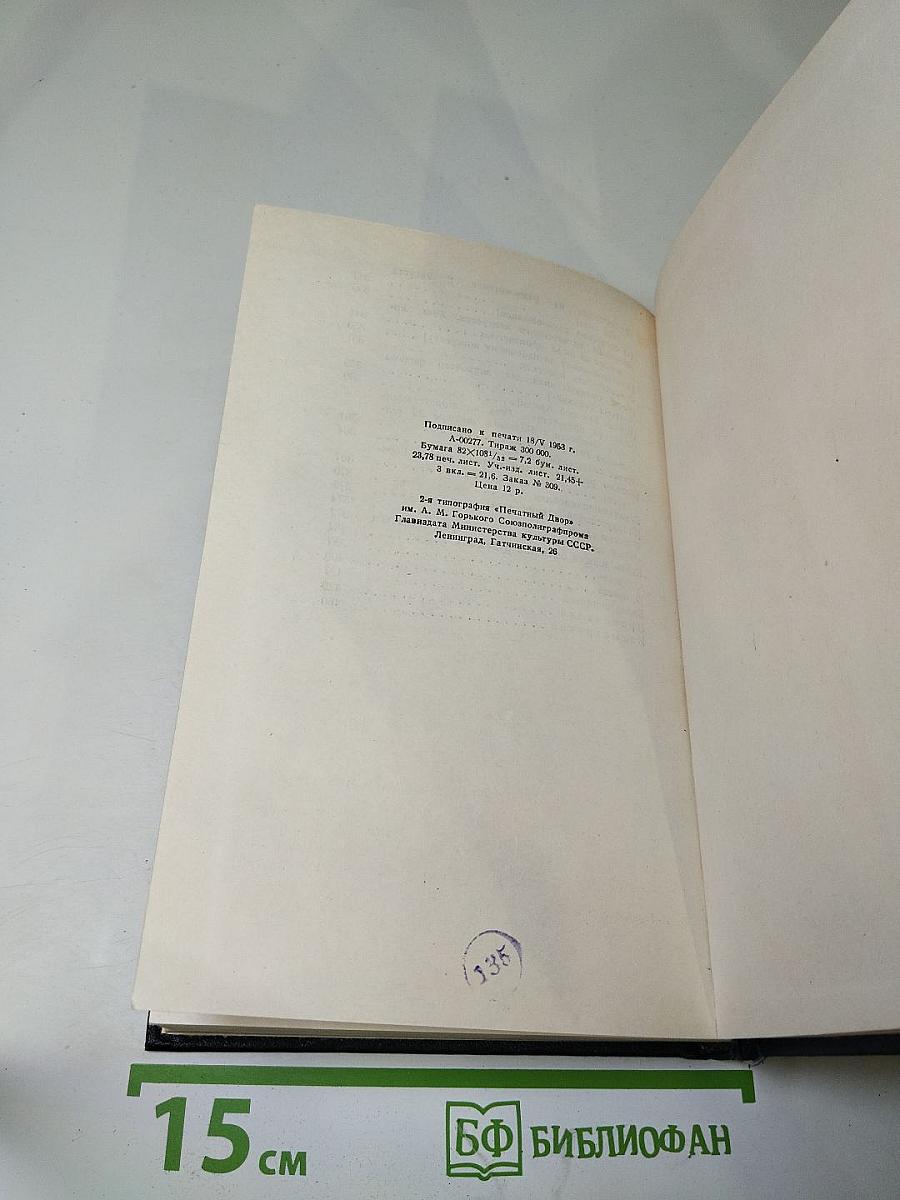 Подписано к печати 18/V 1953 г.
А-00277. Тираж 300 000.
Бумага 82×108¹/₃₂ = 7,2 бум. лист.
23,78 печ. лист. Уч.-изд. лист. 21,45+
3 вкл. = 21,6. Заказ № 309.
Цена 12 р.
2-я типография «Печатный Двор»
им. А. М. Горького Союзполиграфпрома
Главиздата Министерства культуры СССР.
Ленинград, Гатчинская, 26
135
15 см
БФ БИБЛИОФАН